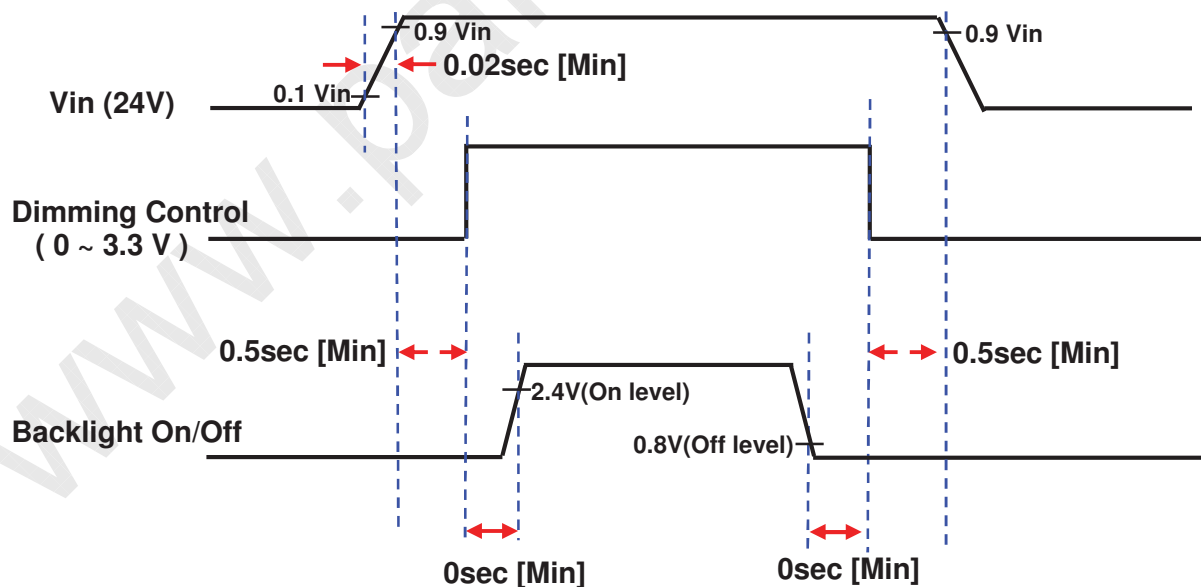 www.pa
0.9 Vin
0.9 Vin
0.02sec [Min]
0.1 Vin
Vin (24V)
Dimming Control
( 0 ~ 3.3 V )
0.5sec [Min]
0.5sec [Min]
2.4V(On level)
Backlight On/Off
0.8V(Off level)
0sec [Min]
0sec [Min]